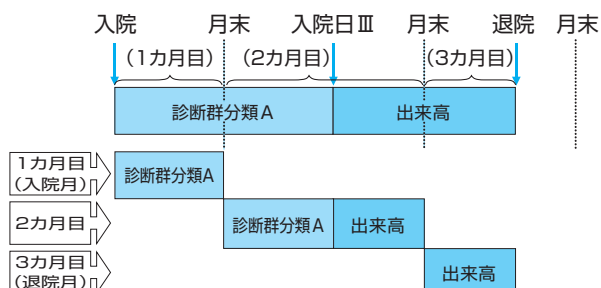 入院 月末 入院日Ⅲ 月末 退院 月末
(1カ月目) (2カ月目) (3カ月目)
診断群分類A 出来高
1カ月目
(入院月)
診断群分類A
2カ月目
診断群分類A 出来高
3カ月目
(退院月)
出来高